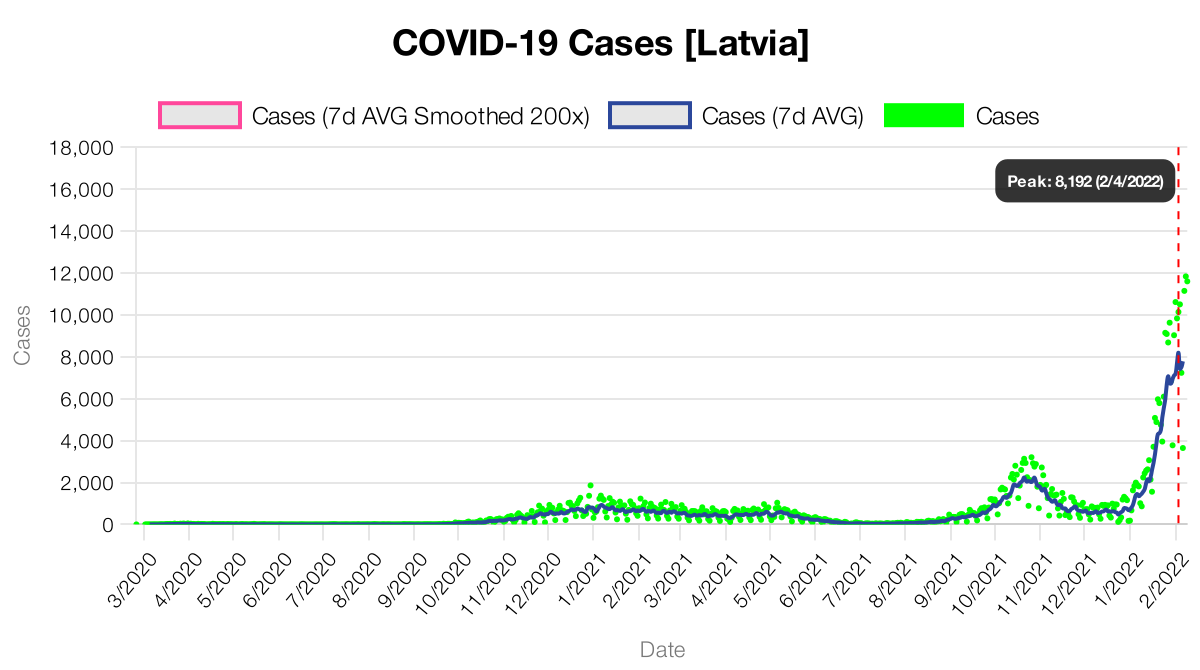 COVID-19 Cases [Latvia]
Cases (7d AVG Smoothed 200x) Cases (7d AVG) Cases
18,000
Peak: 8,192 (2/4/2022)
16,000
14,000
12,000
10,000
8,000
6,000
4,000
2,000
0
Cases
3/2020 4/2020 5/2020 6/2020 7/2020 8/2020 9/2020 10/2020 11/2020 12/2020 1/2021 2/2021 3/2021 4/2021 5/2021 6/2021 7/2021 8/2021 9/2021 10/2021 11/2021 12/2021 1/2022 2/2022
Date